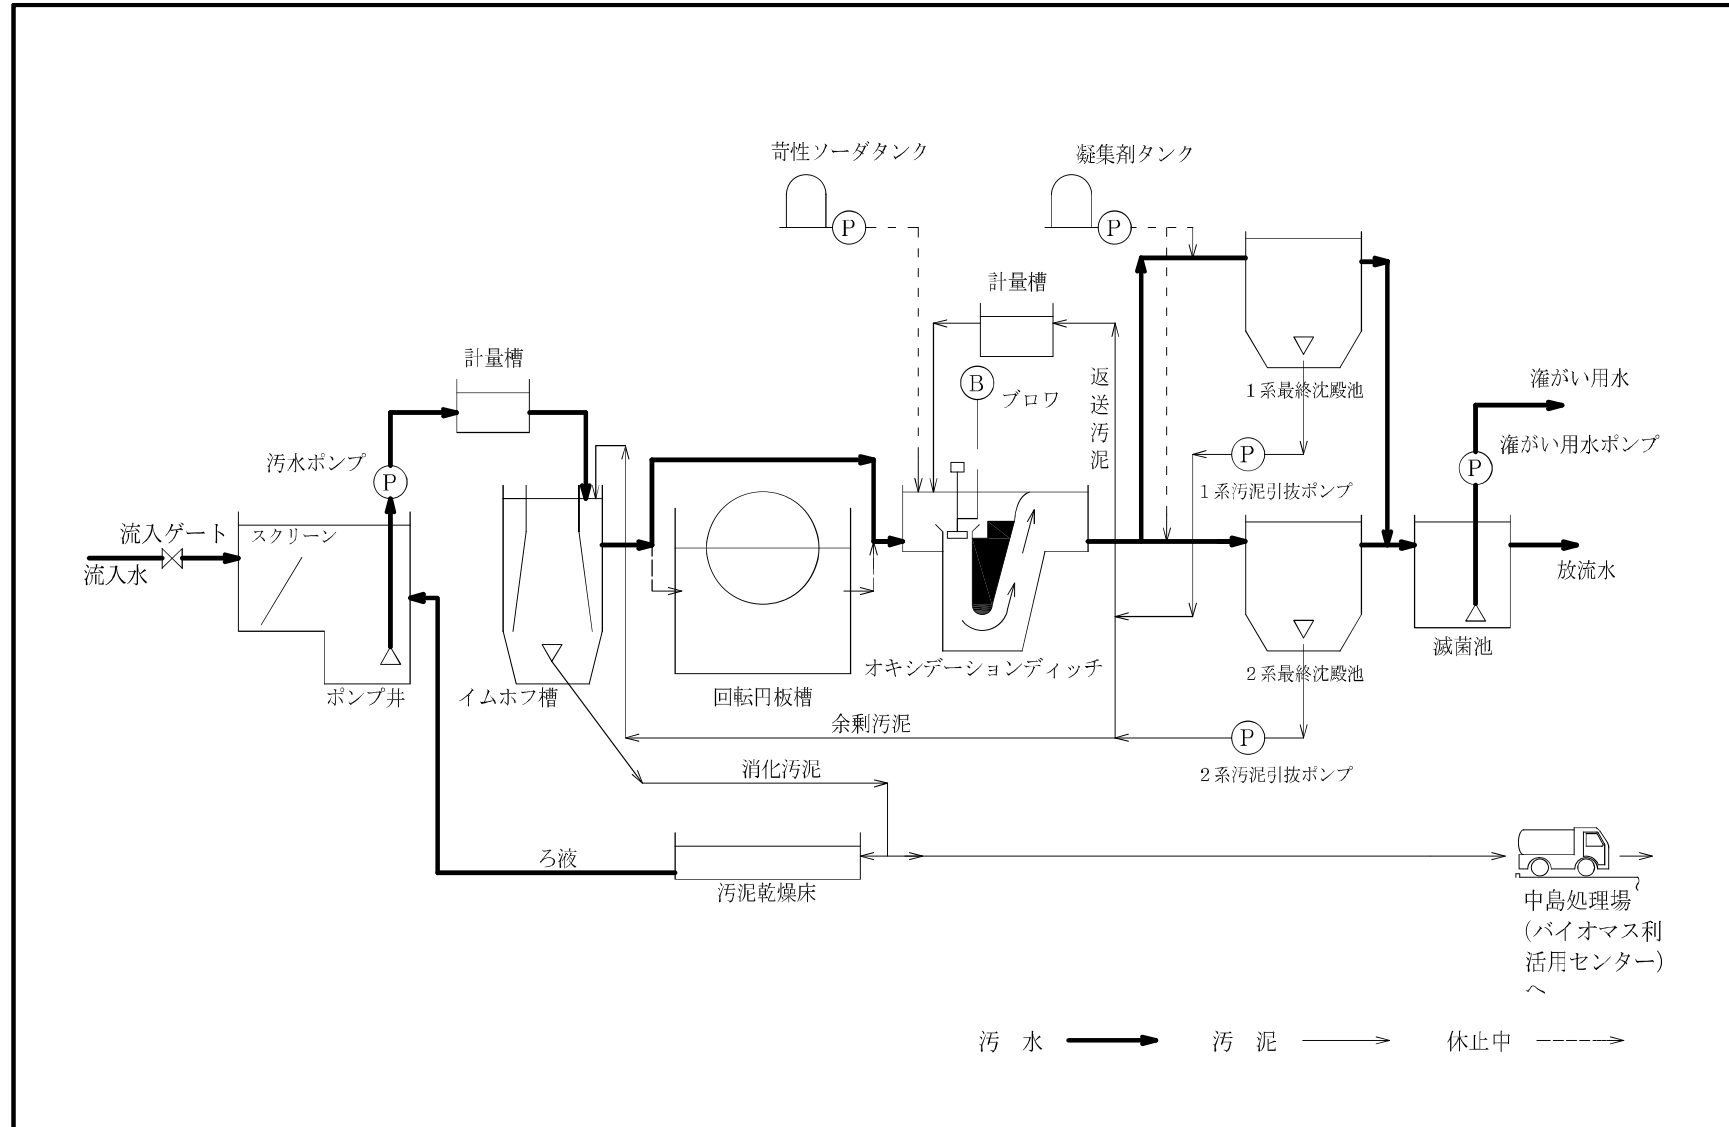 苛性ソーダタンク
凝集剤タンク
P
P
計量槽
計量槽
返送汚泥
B
ブロワ
1系最終沈殿池
潅がい用水
潅がい用水ポンプ
汚水ポンプ
P
P
1系汚泥引抜ポンプ
P
流入ゲート
スクリーン
流入水
放流水
滅菌池
オキシデーションディッチ
2系最終沈殿池
ポンプ井
イムホフ槽
回転円板槽
余剰汚泥
P
2系汚泥引抜ポンプ
消化汚泥
ろ液
汚泥乾燥床
中島処理場
(バイオマス利
活用センター)
へ
汚 水
汚 泥
休止中